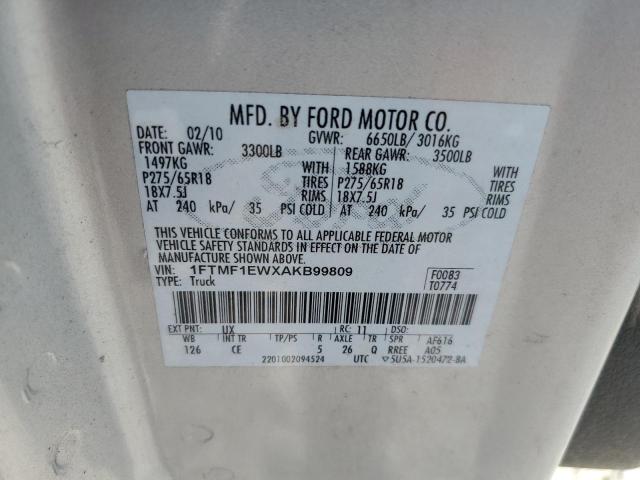 MFD. BY FORD MOTOR CO.
DATE: 02/10 GVWR: 6650LB/ 3016KG
FRONT GAWR: 3300LB REAR GAWR: 3500LB
1497KG WITH 1588KG WITH
P275/65R18 TIRES P275/65R18 TIRES
18X7.5J RIMS 18X7.5J RIMS
AT 240 kPa/ 35 PSI COLD AT 240 kPa/ 35 PSI COLD
THIS VEHICLE CONFORMS TO ALL APPLICABLE FEDERAL MOTOR
VEHICLE SAFETY STANDARDS IN EFFECT ON THE DATE OF
MANUFACTURE SHOWN ABOVE.
VIN: 1FTMF1EWXAKB99809 F0083
TYPE: Truck T0774
EXT PNT: UX RC: 11 DSO:
WB INT TR TP/PS R AXLE TR SPR AF616
126 CE 5 26 Q RREE A05
2201002094524 UTC ▽5U5A-1520472-BA